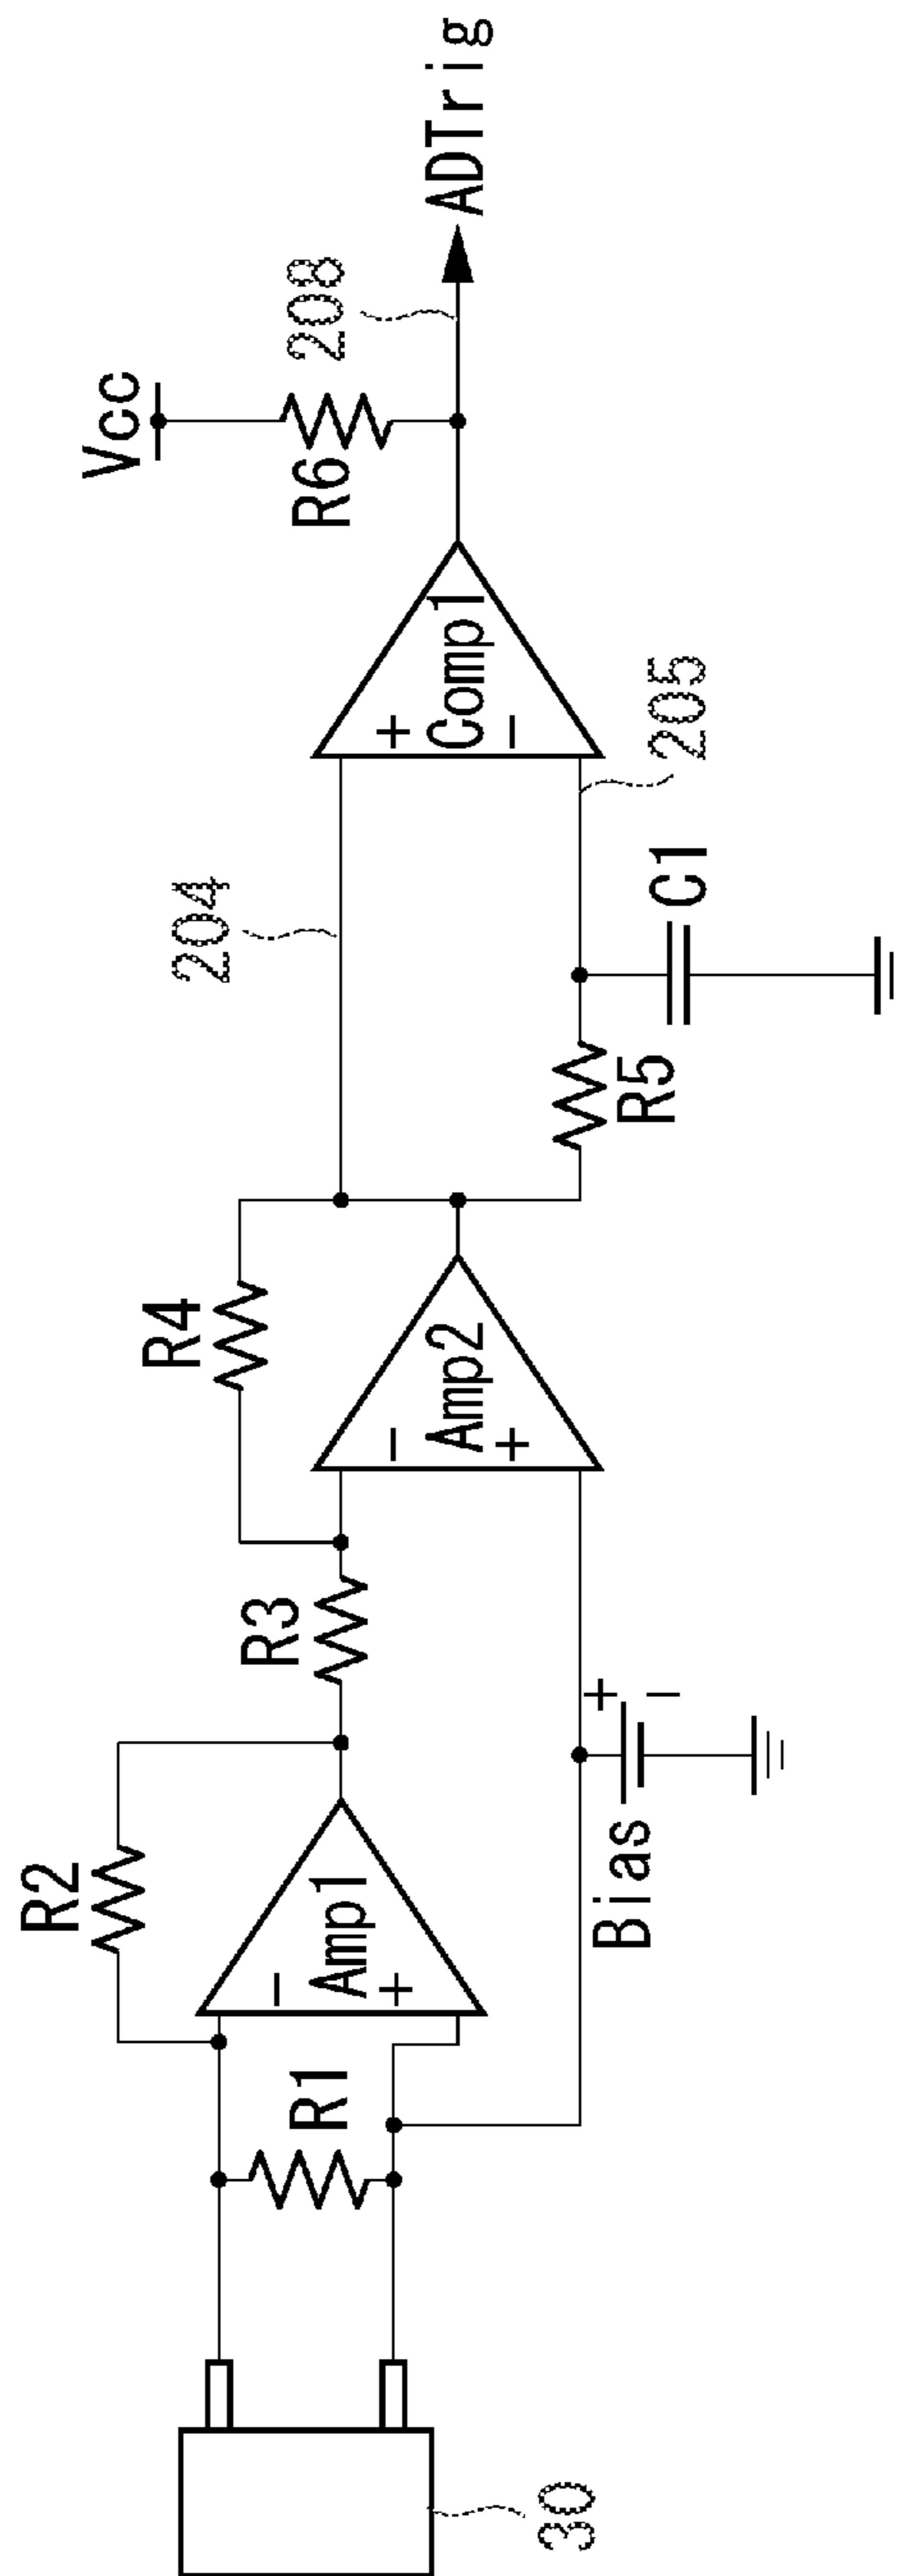 30
R1
R2
Amp1
-
+
Bias
+
-
R3
R4
Amp2
-
+
R5
C1
204
205
Comp1
+
-
R6
Vcc
208
ADTrig